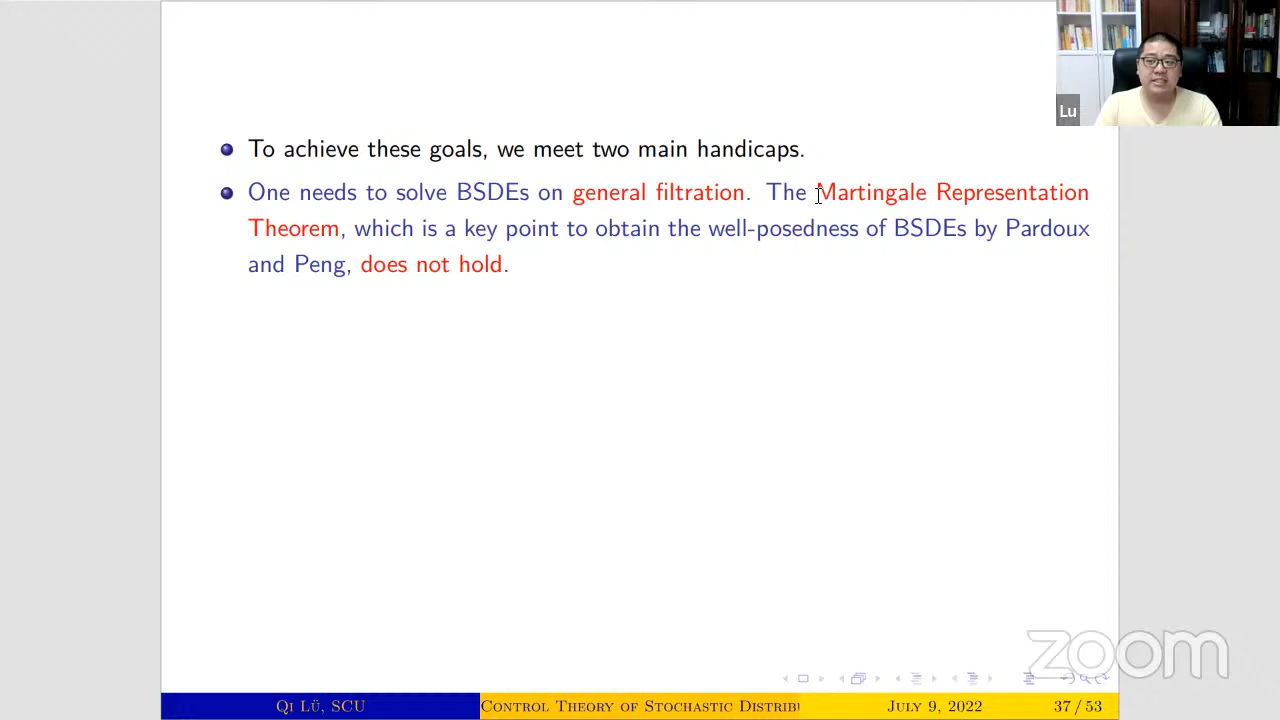 To achieve these goals, we meet two main handicaps.
One needs to solve BSDEs on general filtration. The Martingale Representation
Theorem, which is a key point to obtain the well-posedness of BSDEs by Pardoux
and Peng, does not hold.
Lu
zoom
Qi Lü, SCU
Control Theory of Stochastic Distrib
July 9, 2022
37 / 53